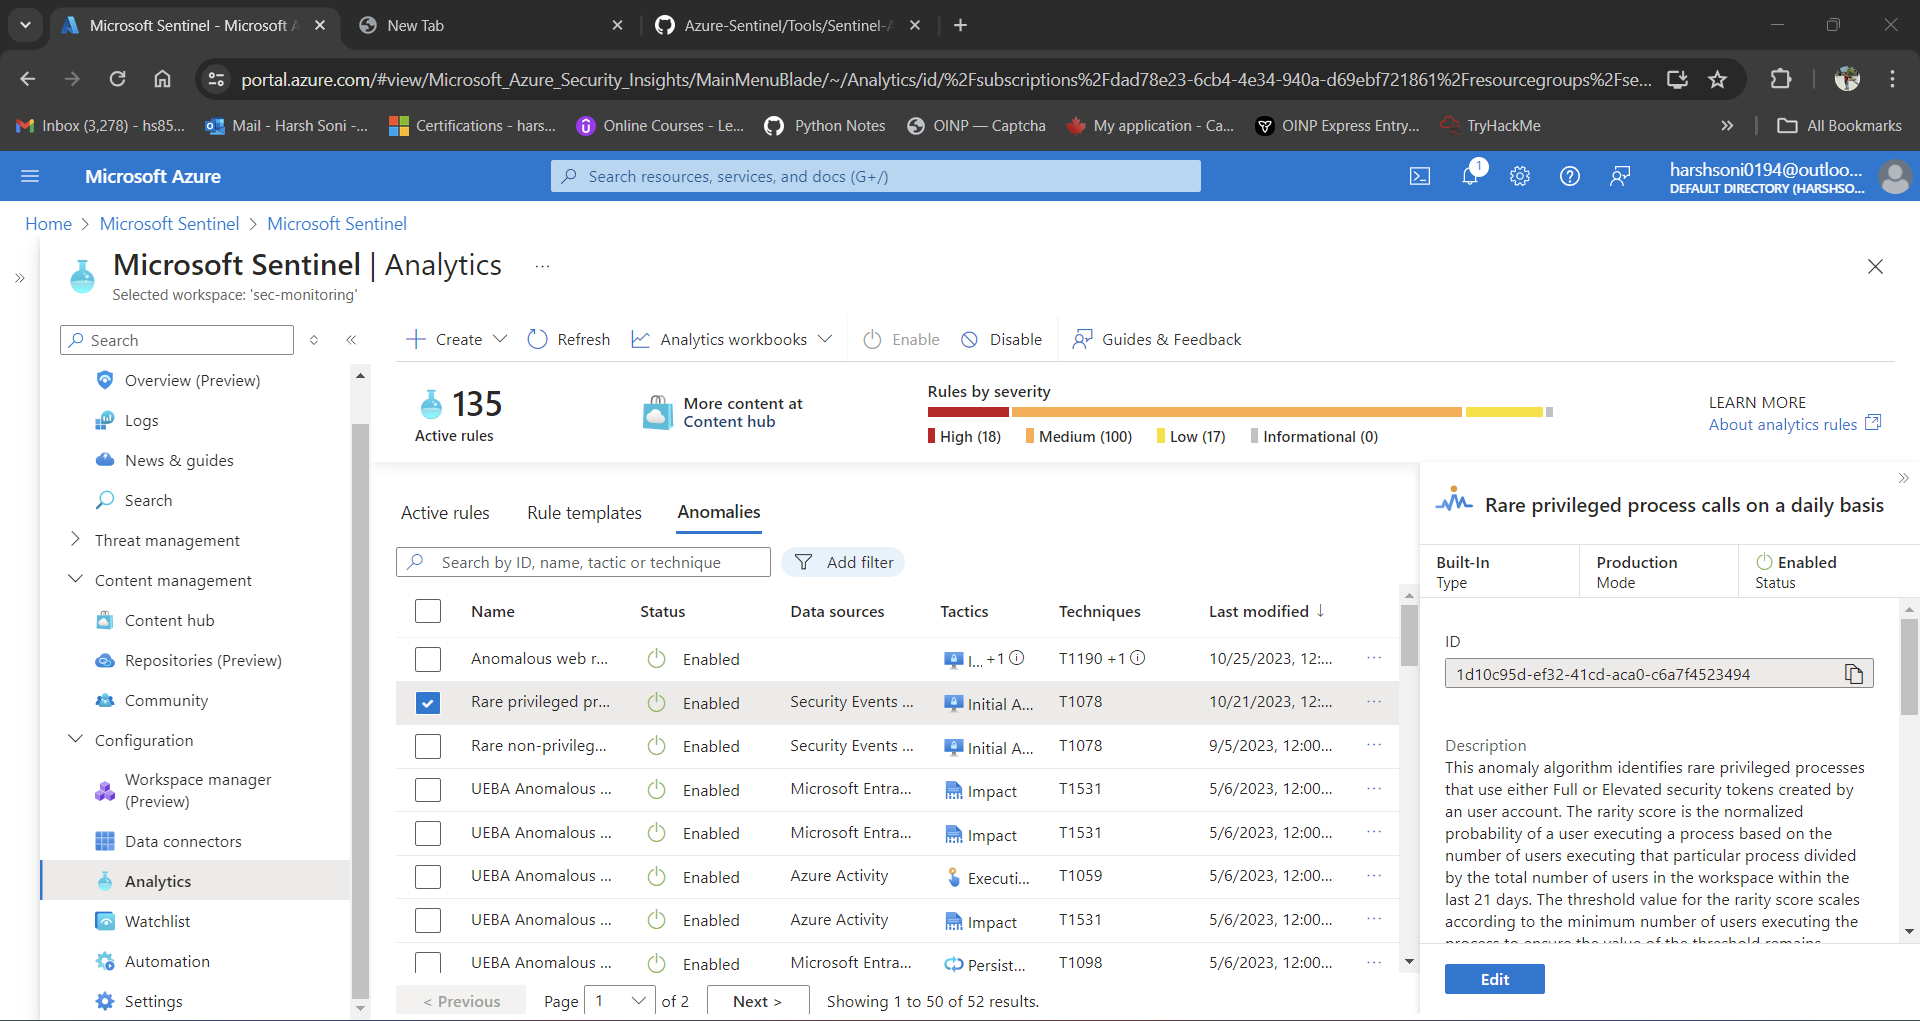 Microsoft Sentinel - Microsoft A
New Tab
Azure-Sentinel/Tools/Sentinel-A
portal.azure.com/#view/Microsoft_Azure_Security_Insights/MainMenuBlade/~/Analytics/id/%2Fsubscriptions%2Fdad78e23-6cb4-4e34-940a-d69ebf721861%2Fresourcegroups%2Fse...
Inbox (3,278) - hs85...
Mail - Harsh Soni -...
Certifications - hars...
Online Courses - Le...
Python Notes
OINP — Captcha
My application - Ca...
OINP Express Entry...
TryHackMe
All Bookmarks
Microsoft Azure
Search resources, services, and docs (G+/)
1
harshsoni0194@outloo...
DEFAULT DIRECTORY (HARSHSO...
Home > Microsoft Sentinel > Microsoft Sentinel
Microsoft Sentinel | Analytics ...
Selected workspace: 'sec-monitoring'
Search
Overview (Preview)
Logs
News & guides
Search
Threat management
Content management
Content hub
Repositories (Preview)
Community
Configuration
Workspace manager
(Preview)
Data connectors
Analytics
Watchlist
Automation
Settings
Create
Refresh
Analytics workbooks
Enable
Disable
Guides & Feedback
135
Active rules
More content at
Content hub
Rules by severity
High (18)
Medium (100)
Low (17)
Informational (0)
LEARN MORE
About analytics rules
Active rules
Rule templates
Anomalies
Search by ID, name, tactic or technique
Add filter
Name Status Data sources Tactics Techniques Last modified ↓
Anomalous web r... Enabled I... +1 T1190 +1 10/25/2023, 12:... ...
Rare privileged pr... Enabled Security Events ... Initial A... T1078 10/21/2023, 12:... ...
Rare non-privileg... Enabled Security Events ... Initial A... T1078 9/5/2023, 12:00... ...
UEBA Anomalous ... Enabled Microsoft Entra... Impact T1531 5/6/2023, 12:00... ...
UEBA Anomalous ... Enabled Microsoft Entra... Impact T1531 5/6/2023, 12:00... ...
UEBA Anomalous ... Enabled Azure Activity Executi... T1059 5/6/2023, 12:00... ...
UEBA Anomalous ... Enabled Azure Activity Impact T1531 5/6/2023, 12:00... ...
UEBA Anomalous ... Enabled Microsoft Entra... Persist... T1098 5/6/2023, 12:00... ...
< Previous Page 1 of 2 Next > Showing 1 to 50 of 52 results.
Rare privileged process calls on a daily basis
Built-In
Type
Production
Mode
Enabled
Status
ID
1d10c95d-ef32-41cd-aca0-c6a7f4523494
Description
This anomaly algorithm identifies rare privileged processes
that use either Full or Elevated security tokens created by
an user account. The rarity score is the normalized
probability of a user executing a process based on the
number of users executing that particular process divided
by the total number of users in the workspace within the
last 21 days. The threshold value for the rarity score scales
according to the minimum number of users executing the
process to ensure the value of the threshold remains
Edit